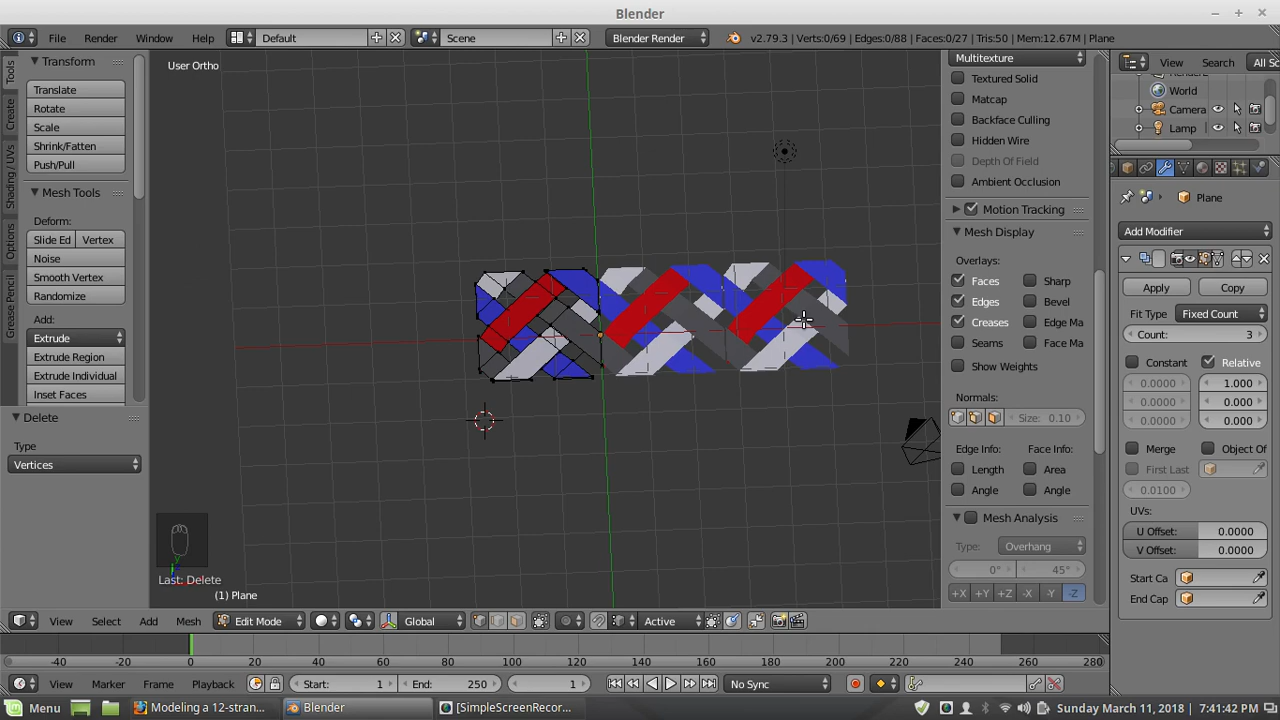 Blender
File Render Window Help Default Scene Blender Render v2.79.3 | Verts:0/69 | Edges:0/88 | Faces:0/27 | Tris:50 | Mem:12.67M | Plane
User Ortho
Tools
Create
Shading / UVs
Options
Grease Pencil
Transform
Translate
Rotate
Scale
Shrink/Fatten
Push/Pull
Mesh Tools
Deform:
Slide Ed Vertex
Noise
Smooth Vertex
Randomize
Add:
Extrude
Extrude Region
Extrude Individual
Inset Faces
Delete
Type
Vertices
Last: Delete
(1) Plane
Multitexture
Textured Solid
Matcap
Backface Culling
Hidden Wire
Depth Of Field
Ambient Occlusion
Motion Tracking
Mesh Display
Overlays:
Faces Sharp
Edges Bevel
Creases Edge Ma
Seams Face Ma
Show Weights
Normals:
Size: 0.10
Edge Info: Face Info:
Length Area
Angle Angle
Mesh Analysis
Type: Overhang
0° 45°
+X +Y +Z -X -Y -Z
View Search All Sc
World
Camera
Lamp
Plane
Add Modifier
Apply Copy
Fit Type Fixed Count
Count: 3
Constant Relative
0.0000 1.000
0.0000 0.000
0.0000 0.000
Merge Object Of
First Last
0.0100
UVs:
U Offset: 0.0000
V Offset: 0.0000
Start Ca
End Cap
View Select Add Mesh Edit Mode Global Active
-40 -20 0 20 40 60 80 100 120 140 160 180 200 220 240 260 280
View Marker Frame Playback Start: 1 End: 250 1 No Sync
Menu Modeling a 12-stran... Blender [SimpleScreenRecor... Sunday March 11, 2018 7:41:42 PM